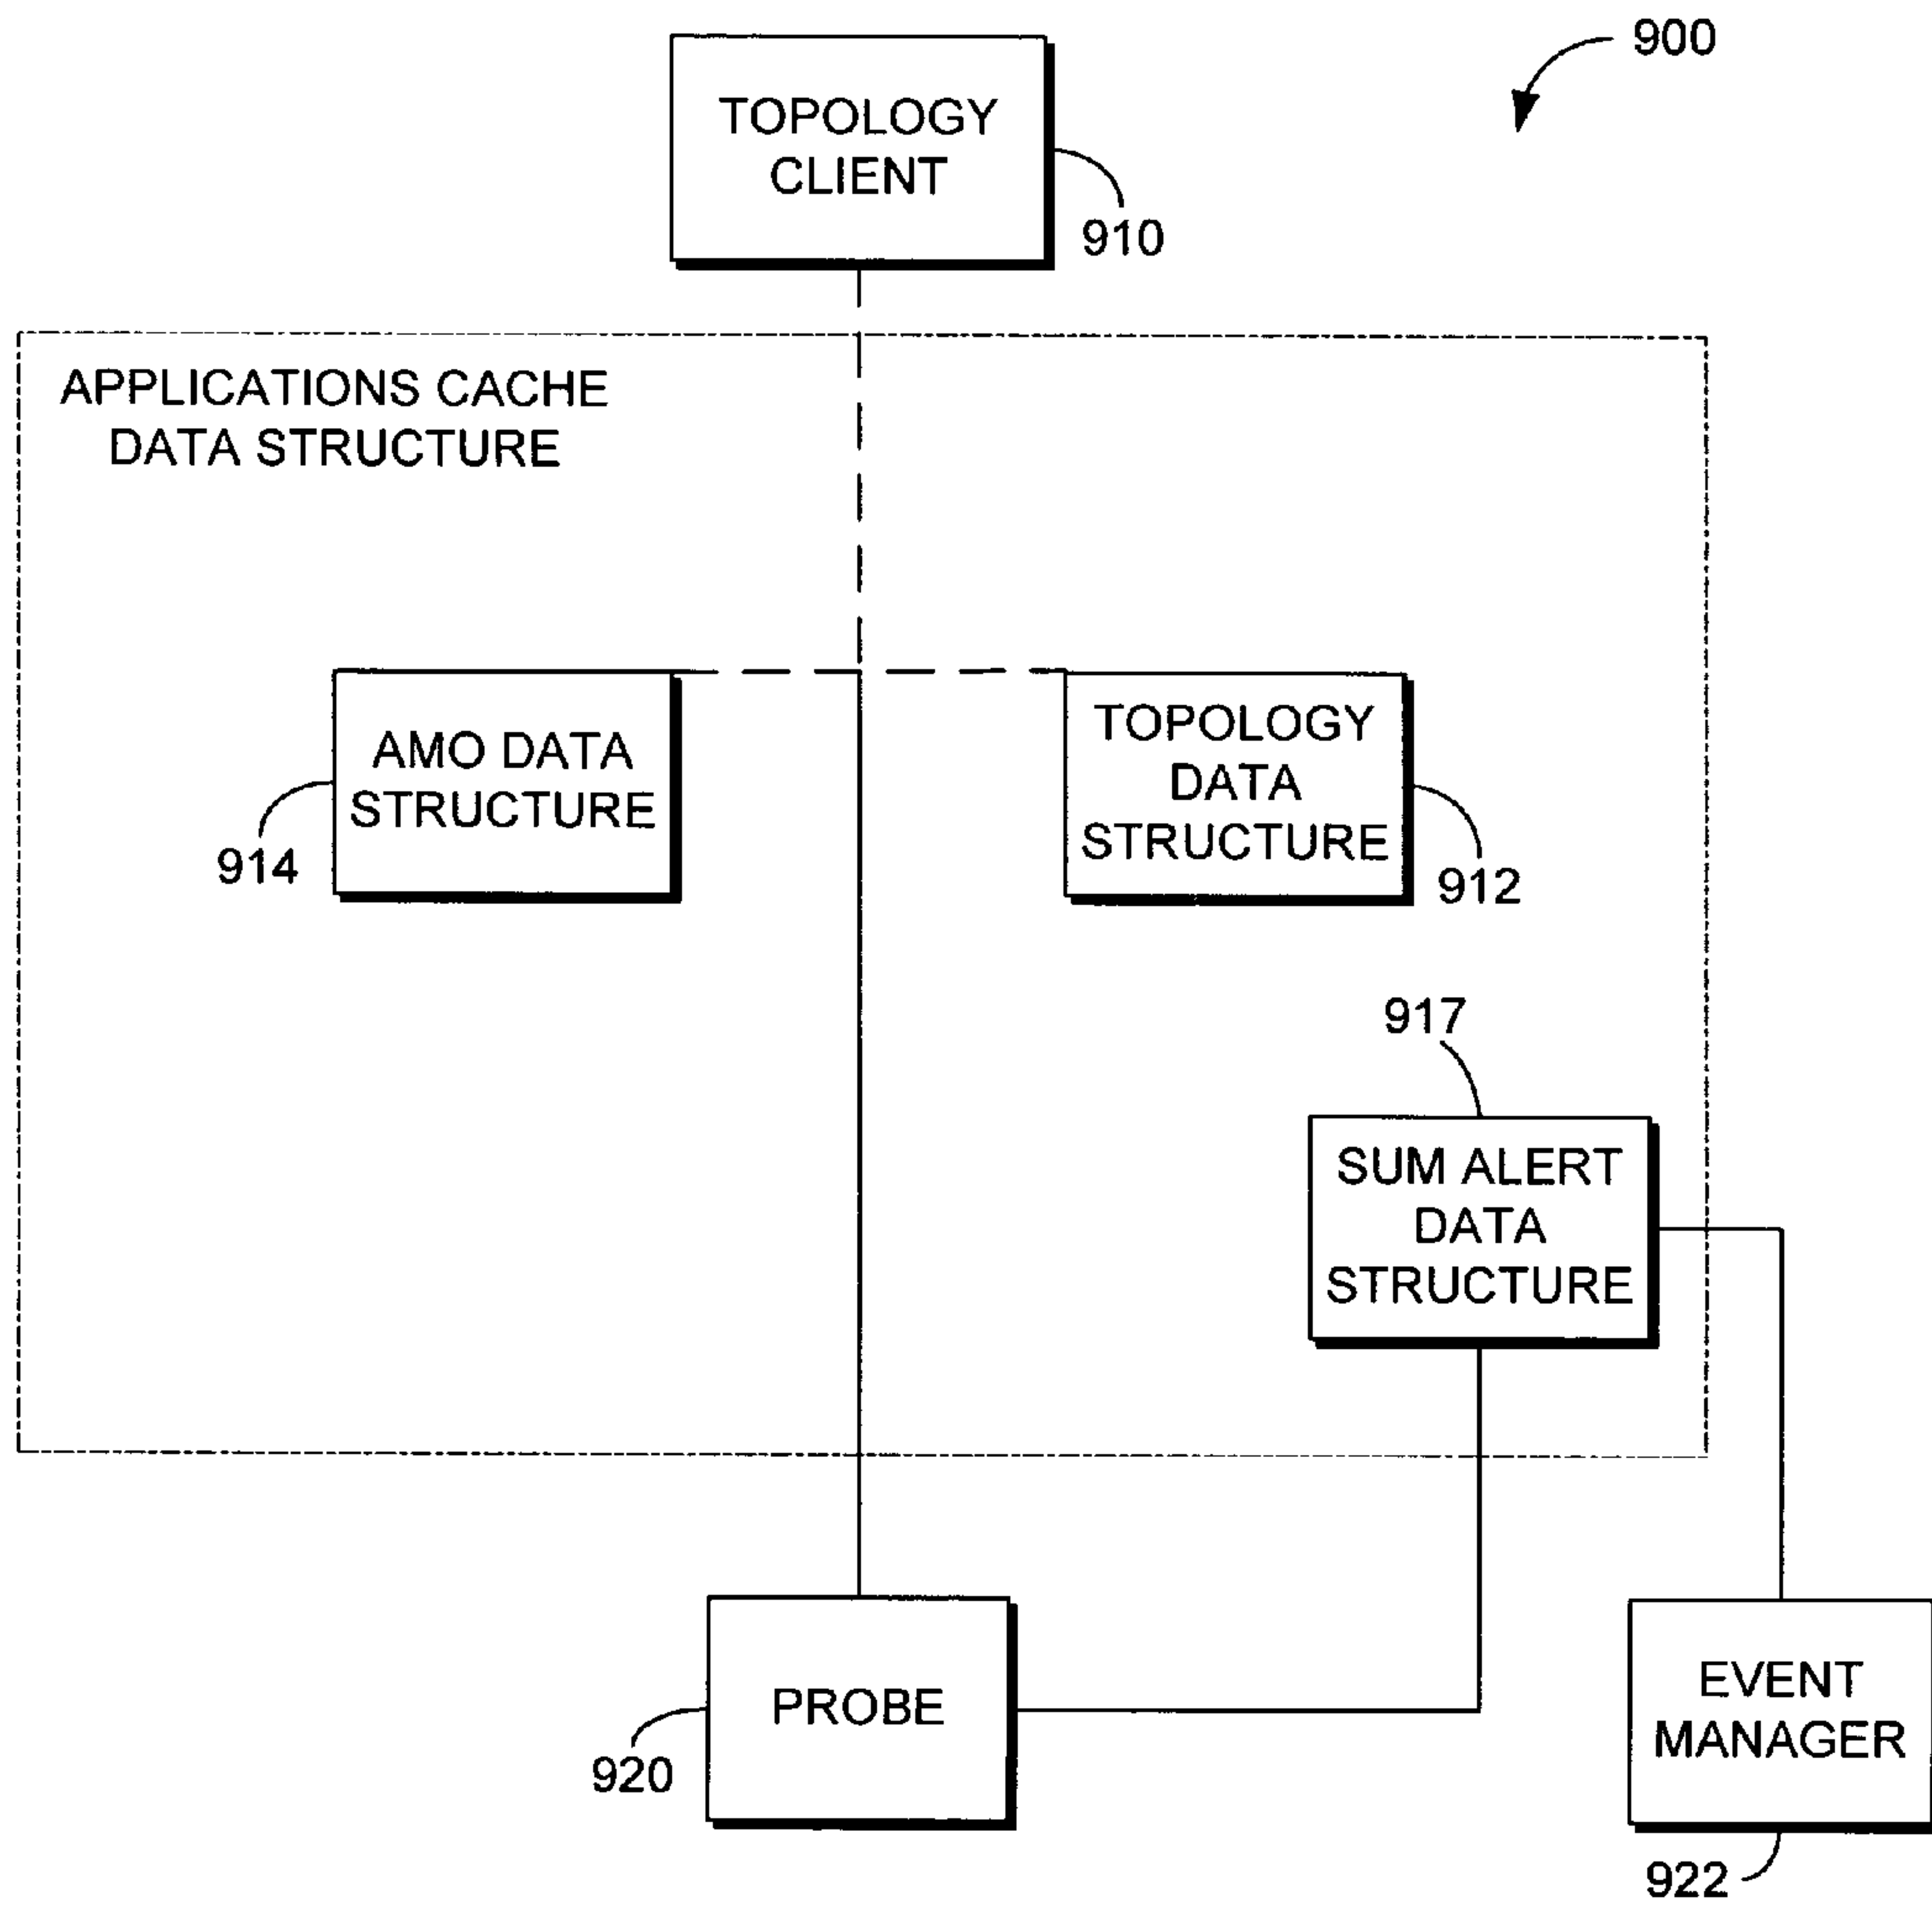 900
TOPOLOGY
CLIENT
910
APPLICATIONS CACHE
DATA STRUCTURE
AMO DATA
STRUCTURE
914
TOPOLOGY
DATA
STRUCTURE
912
917
SUM ALERT
DATA
STRUCTURE
PROBE
920
EVENT
MANAGER
922